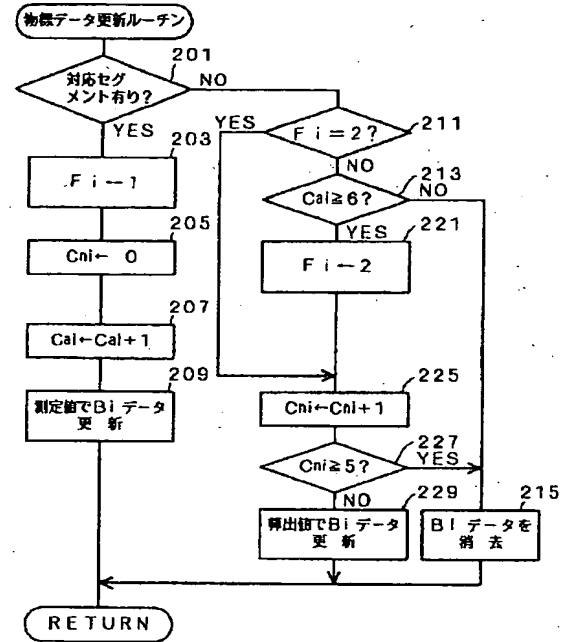 物標データ更新ルーチン
201
対応セグ
メント有り?
NO
YES
203
Fi←1
205
Cni← 0
207
Cai←Cai+1
209
測定値でBiデータ
更 新
YES
Fi=2?
211
NO
213
Cai≧6?
NO
YES
221
Fi←2
225
Cni←Cni+1
227
Cni≧5?
YES
NO
229
算出値でBiデータ
更 新
215
Biデータを
消 去
RETURN